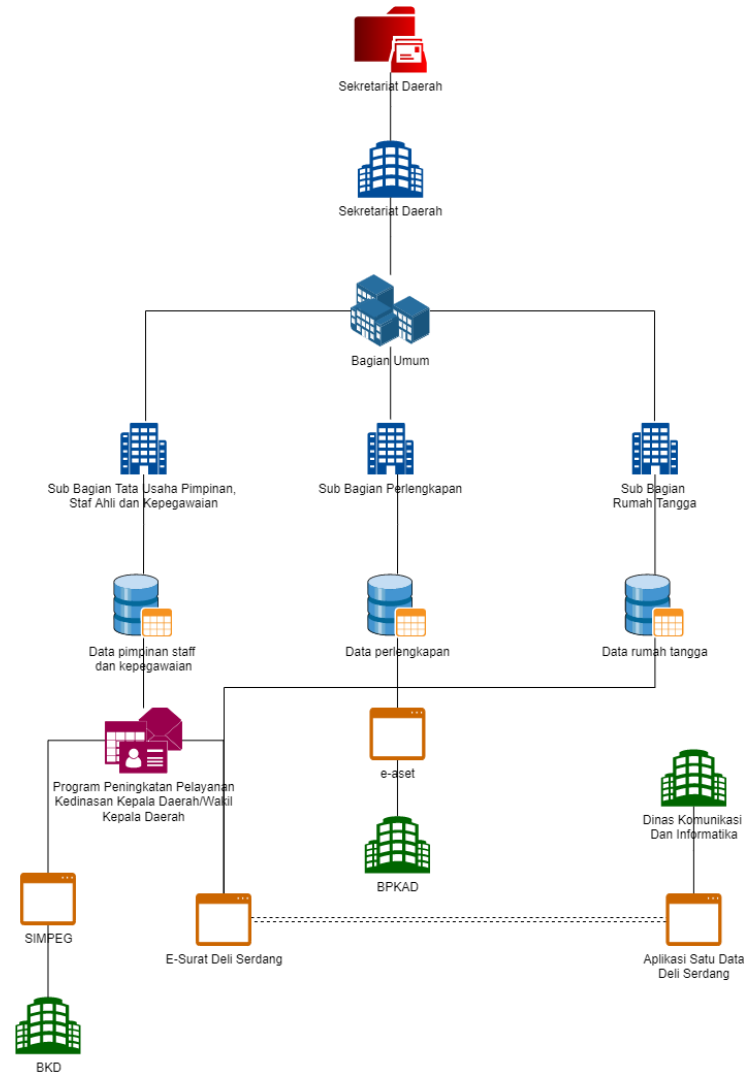 Sekretariat Daerah
Sekretariat Daerah
Bagian Umum
Sub Bagian Tata Usaha Pimpinan,
Staf Ahli dan Kepegawaian
Sub Bagian Perlengkapan
Sub Bagian
Rumah Tangga
Data pimpinan staff
dan kepegawaian
Data perlengkapan
Data rumah tangga
Program Peningkatan Pelayanan
Kedinasan Kepala Daerah/Wakil
Kepala Daerah
e-aset
Dinas Komunikasi
Dan Informatika
BPKAD
SIMPEG
E-Surat Deli Serdang
Aplikasi Satu Data
Deli Serdang
BKD